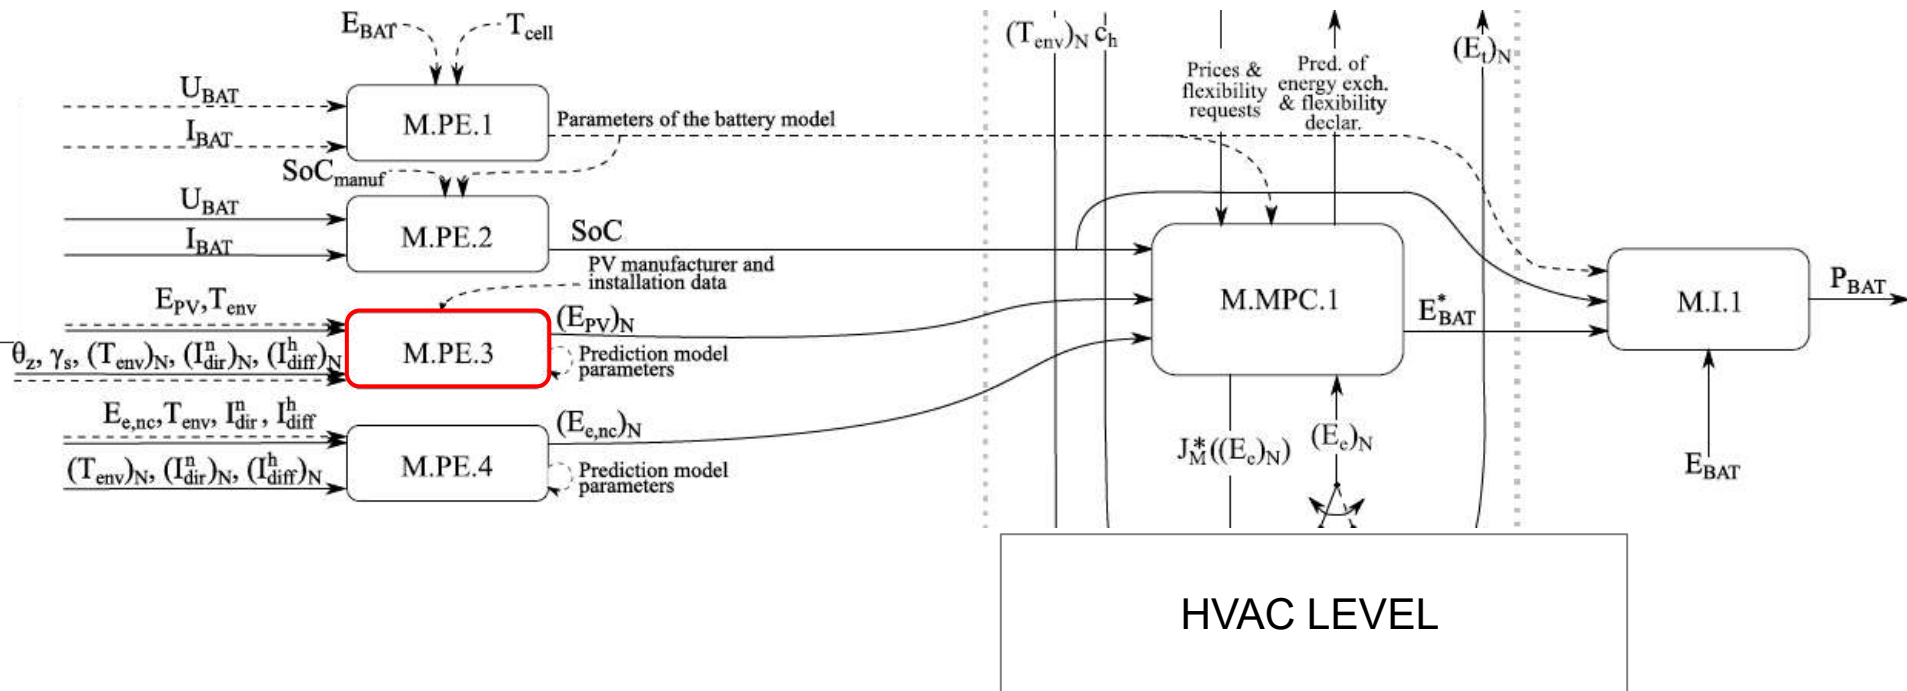 E_BAT
T_cell
U_BAT
I_BAT
M.PE.1
Parameters of the battery model
SoC_manuf
U_BAT
I_BAT
M.PE.2
SoC
PV manufacturer and
installation data
E_PV, T_env
θ_z, γ_s, (T_env)_N, (I^n_dir)_N, (I^h_diff)_N
M.PE.3
(E_PV)_N
Prediction model
parameters
E_e,nc, T_env, I^n_dir, I^h_diff
(T_env)_N, (I^n_dir)_N, (I^h_diff)_N
M.PE.4
(E_e,nc)_N
Prediction model
parameters
(T_env)_N
c_h
Prices &
flexibility
requests
Pred. of
energy exch.
& flexibility
declar.
(E_t)_N
M.MPC.1
E*_BAT
J*_M((E_e)_N)
(E_e)_N
M.I.1
P_BAT
E_BAT
HVAC LEVEL